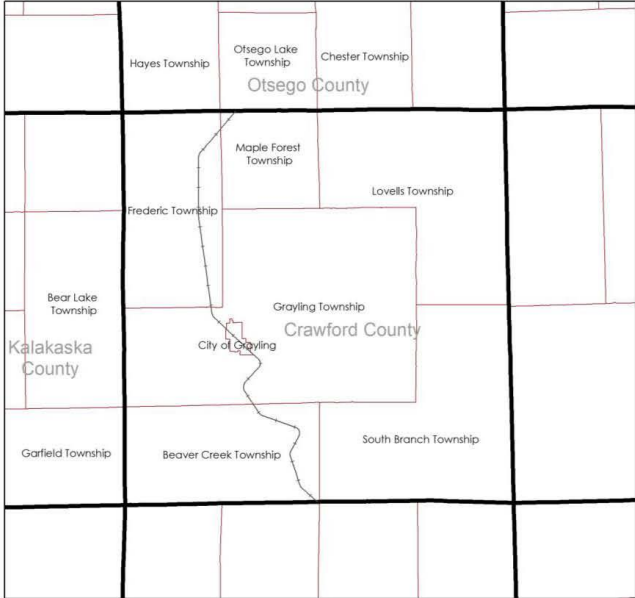 Hayes Township
Otsego Lake
Township
Chester Township
Otsego County
Maple Forest
Township
Lovells Township
Frederic Township
Bear Lake
Township
Grayling Township
Crawford County
Kalakaska
County
City of Grayling
Garfield Township
Beaver Creek Township
South Branch Township